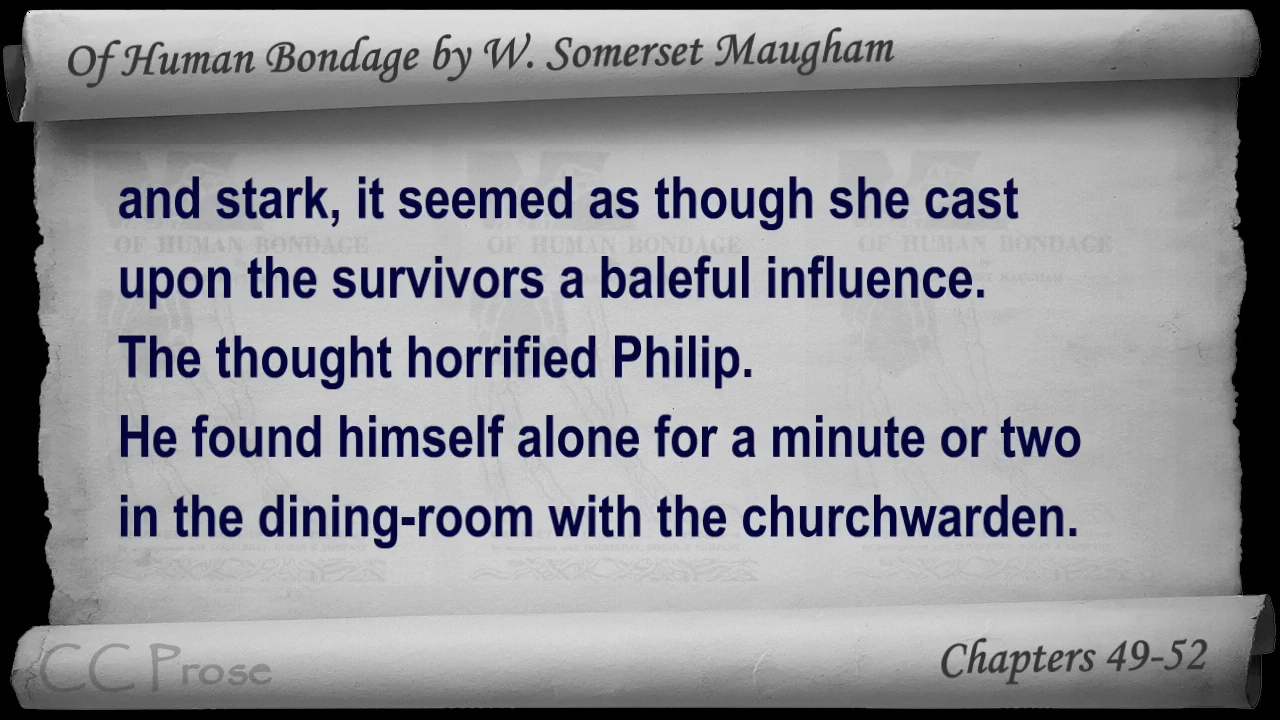 Of Human Bondage by W. Somerset Maugham
and stark, it seemed as though she cast
upon the survivors a baleful influence.
The thought horrified Philip.
He found himself alone for a minute or two
in the dining-room with the churchwarden.
CC Prose
Chapters 49-52